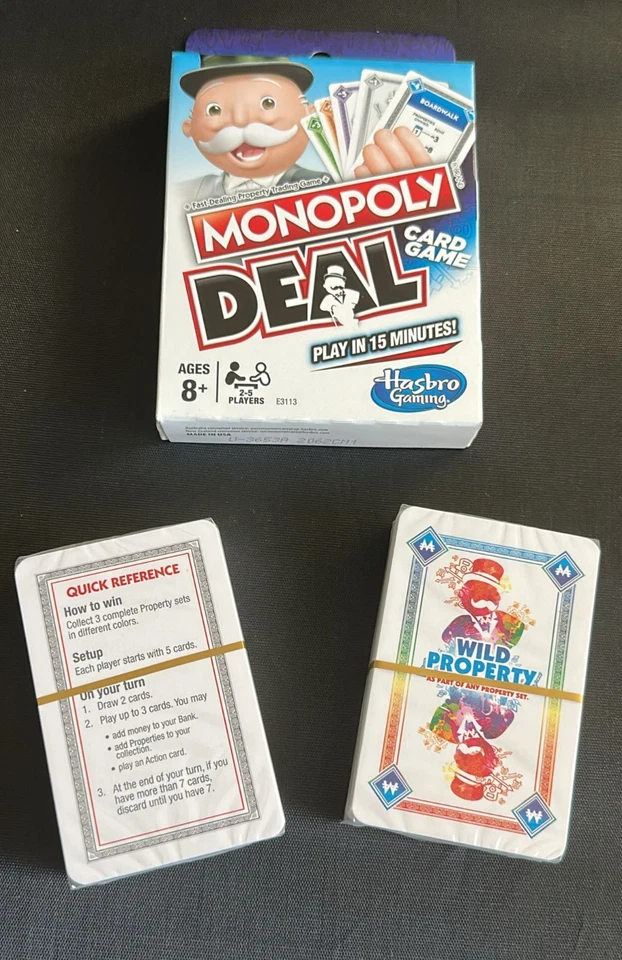 BOARDWALK
Fast-Dealing Property Trading Game
MONOPOLY
DEAL
CARD
GAME
PLAY IN 15 MINUTES!
AGES
8+
2-5
PLAYERS
E3113
Hasbro
Gaming
MADE IN USA
QUICK REFERENCE
How to win
Collect 3 complete Property sets
in different colors.
Setup
Each player starts with 5 cards.
On your turn
1. Draw 2 cards.
2. Play up to 3 cards. You may
• add money to your Bank.
• add Properties to your
collection.
• play an Action card.
3. At the end of your turn, if you
have more than 7 cards,
discard until you have 7.
WILD
PROPERTY
AS PART OF ANY PROPERTY SET.